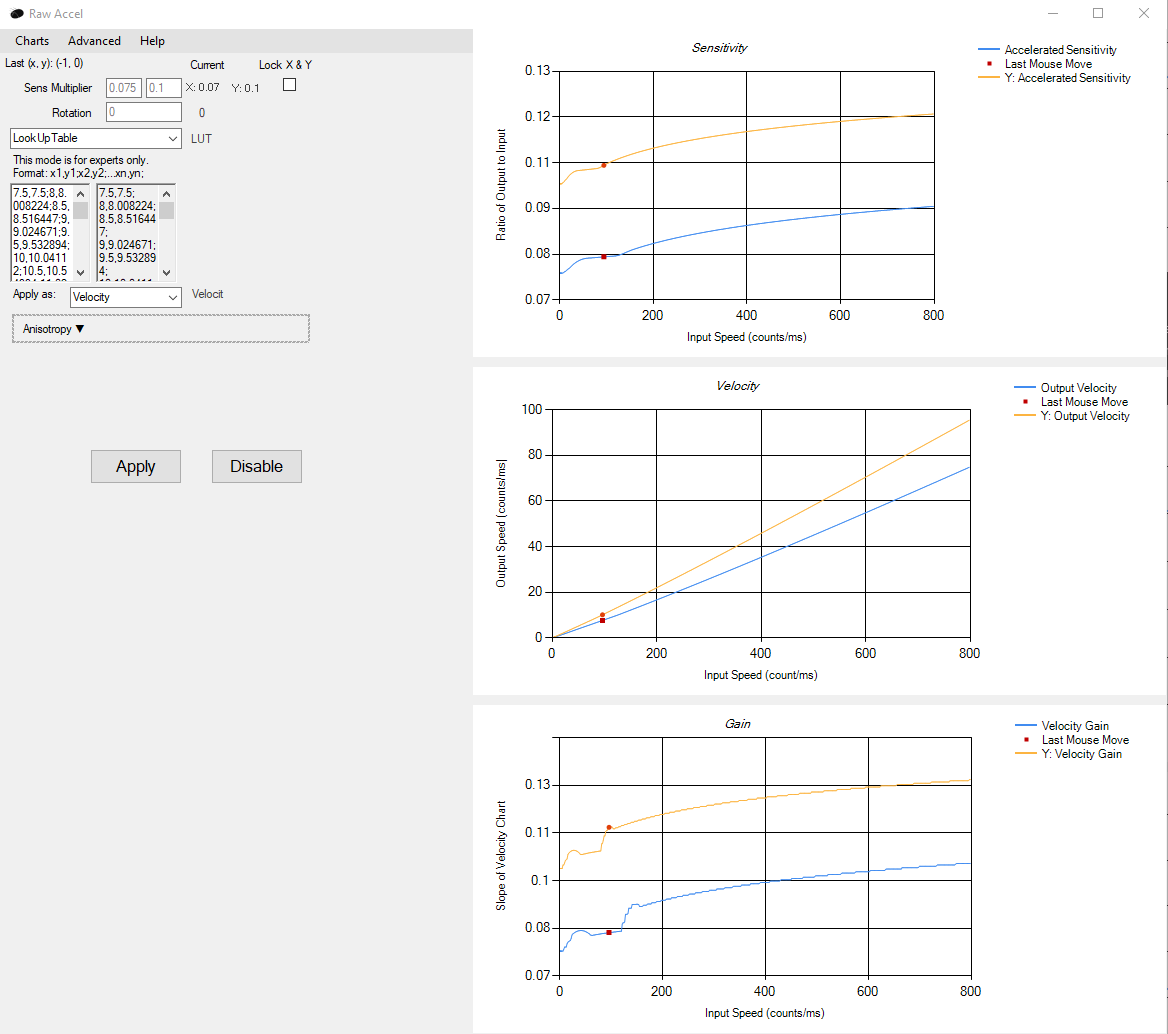 Raw Accel
Charts Advanced Help
Last (x, y): (-1, 0)
Current Lock X & Y
Sens Multiplier 0.075 0.1 X: 0.07 Y: 0.1
Rotation 0 0
LookUpTable LUT
This mode is for experts only.
Format: x1,y1;x2,y2;...xn,yn;
7.5,7.5;8,8.
008224;8.5,
8.516447;9,
9.024671;9.
5,9.532894;
10,10.0411
2;10.5,10.5
7.5,7.5;
8,8.008224;
8.5,8.51644
7;
9,9.024671;
9.5,9.53289
4;
Apply as: Velocity Velocit
Anisotropy ▼
Apply Disable
Sensitivity
Accelerated Sensitivity
Last Mouse Move
Y: Accelerated Sensitivity
Ratio of Output to Input
0.13
0.12
0.11
0.09
0.08
0.07
0 200 400 600 800
Input Speed (counts/ms)
Velocity
Output Velocity
Last Mouse Move
Y: Output Velocity
Output Speed (counts/ms)
100
80
60
40
20
0
0 200 400 600 800
Input Speed (count/ms)
Gain
Velocity Gain
Last Mouse Move
Y: Velocity Gain
Slope of Velocity Chart
0.13
0.11
0.1
0.08
0.07
0 200 400 600 800
Input Speed (counts/ms)